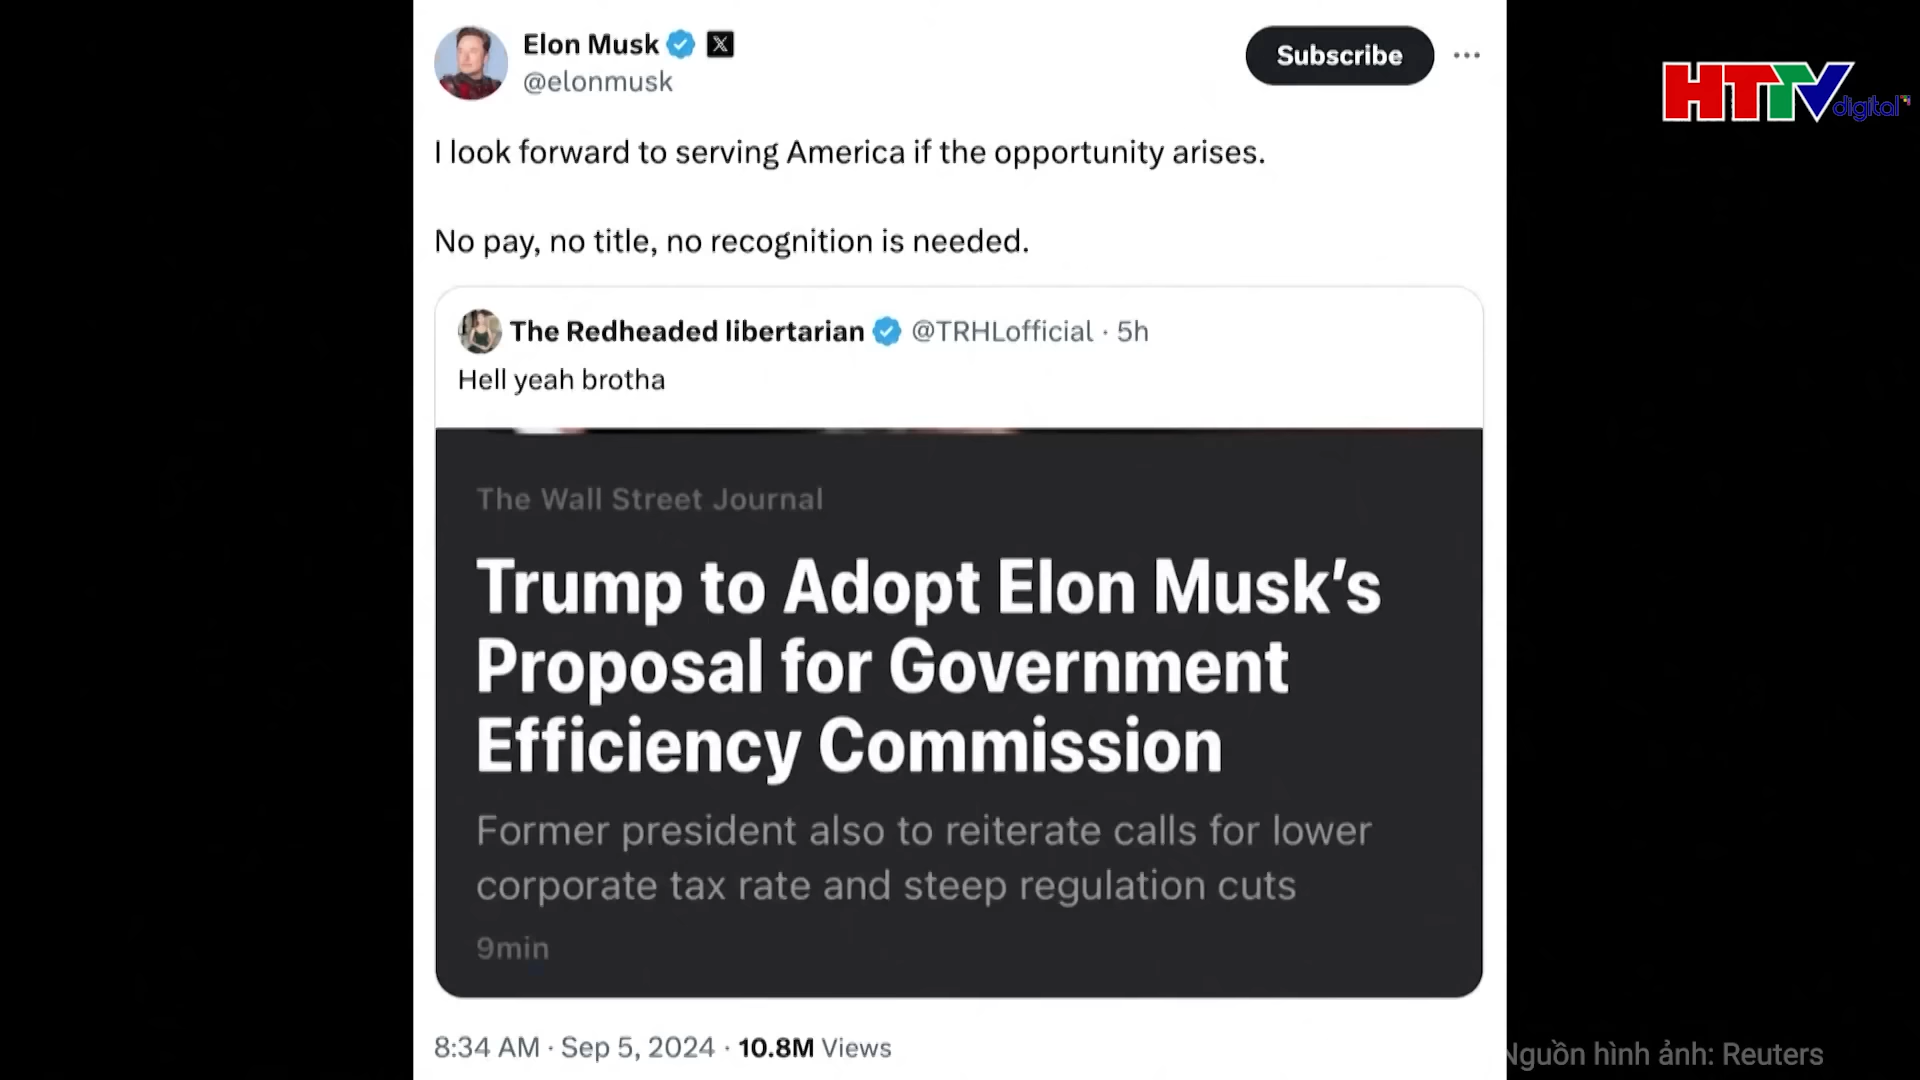 Elon Musk
@elonmusk
Subscribe
HTTV digital
I look forward to serving America if the opportunity arises.
No pay, no title, no recognition is needed.
The Redheaded libertarian @TRHLofficial · 5h
Hell yeah brotha
The Wall Street Journal
Trump to Adopt Elon Musk’s
Proposal for Government
Efficiency Commission
Former president also to reiterate calls for lower
corporate tax rate and steep regulation cuts
9min
8:34 AM · Sep 5, 2024 · 10.8M Views
Nguồn hình ảnh: Reuters